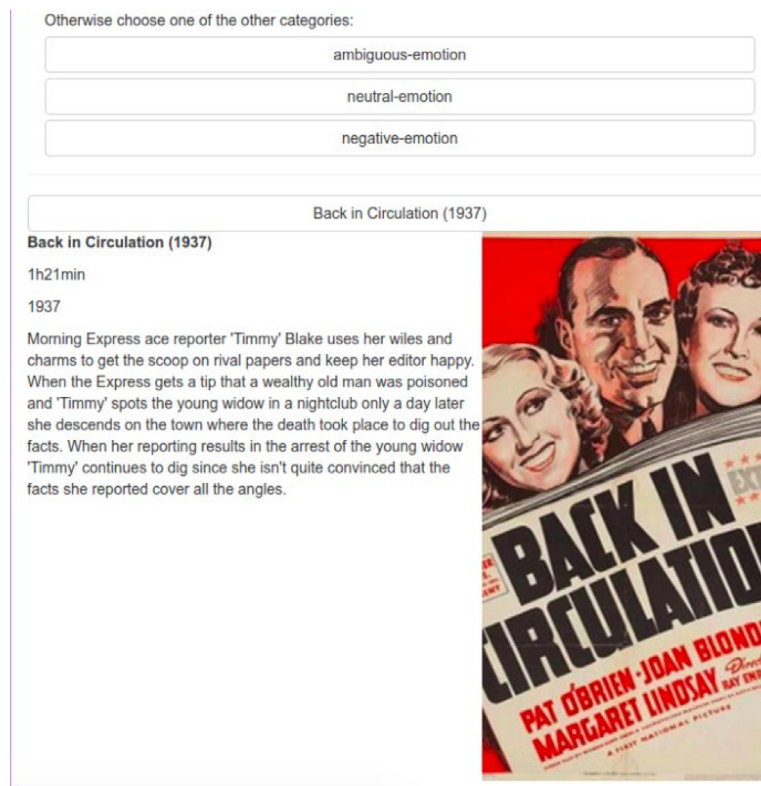 Otherwise choose one of the other categories:
ambiguous-emotion
neutral-emotion
negative-emotion
Back in Circulation (1937)
Back in Circulation (1937)
1h21min
1937
Morning Express ace reporter 'Timmy' Blake uses her wiles and
charms to get the scoop on rival papers and keep her editor happy.
When the Express gets a tip that a wealthy old man was poisoned
and 'Timmy' spots the young widow in a nightclub only a day later
she descends on the town where the death took place to dig out the
facts. When her reporting results in the arrest of the young widow
'Timmy' continues to dig since she isn't quite convinced that the
facts she reported cover all the angles.
EXT
BACK IN
CIRCULATIO
PAT O'BRIEN·JOAN BLOND
MARGARET LINDSAY
RAY ENR
A FIRST NATIONAL PICTURE